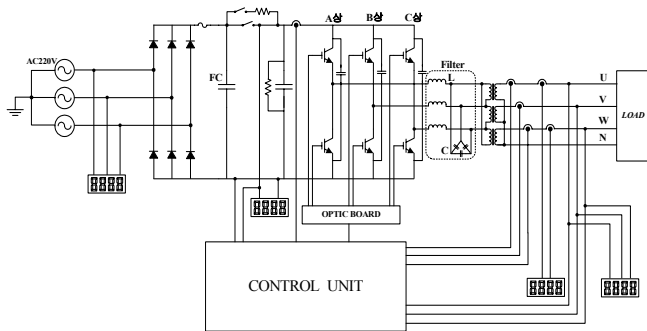 A상
B상
C상
AC220V
FC
Filter
L
C
U
V
W
N
LOAD
OPTIC BOARD
CONTROL UNIT